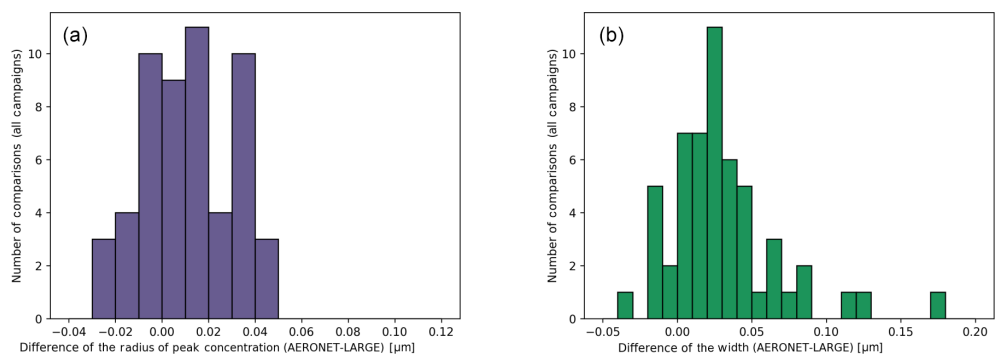 (a)
Number of comparisons (all campaigns)
10
8
6
4
2
0
−0.04 −0.02 0.00 0.02 0.04 0.06 0.08 0.10 0.12
Difference of the radius of peak concentration (AERONET-LARGE) [μm]
(b)
Number of comparisons (all campaigns)
10
8
6
4
2
0
−0.05 0.00 0.05 0.10 0.15 0.20
Difference of the width (AERONET-LARGE) [μm]